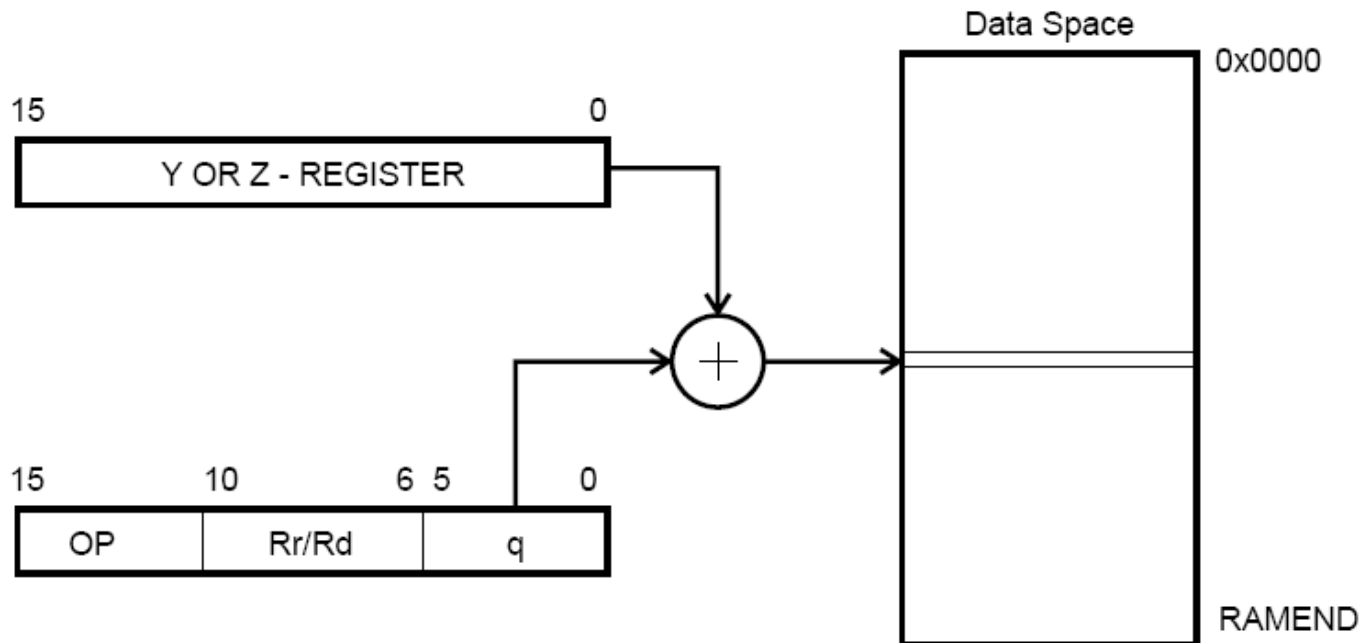 Data Space
0x0000
15 0
Y OR Z - REGISTER
15 10 6 5 0
OP Rr/Rd q
RAMEND